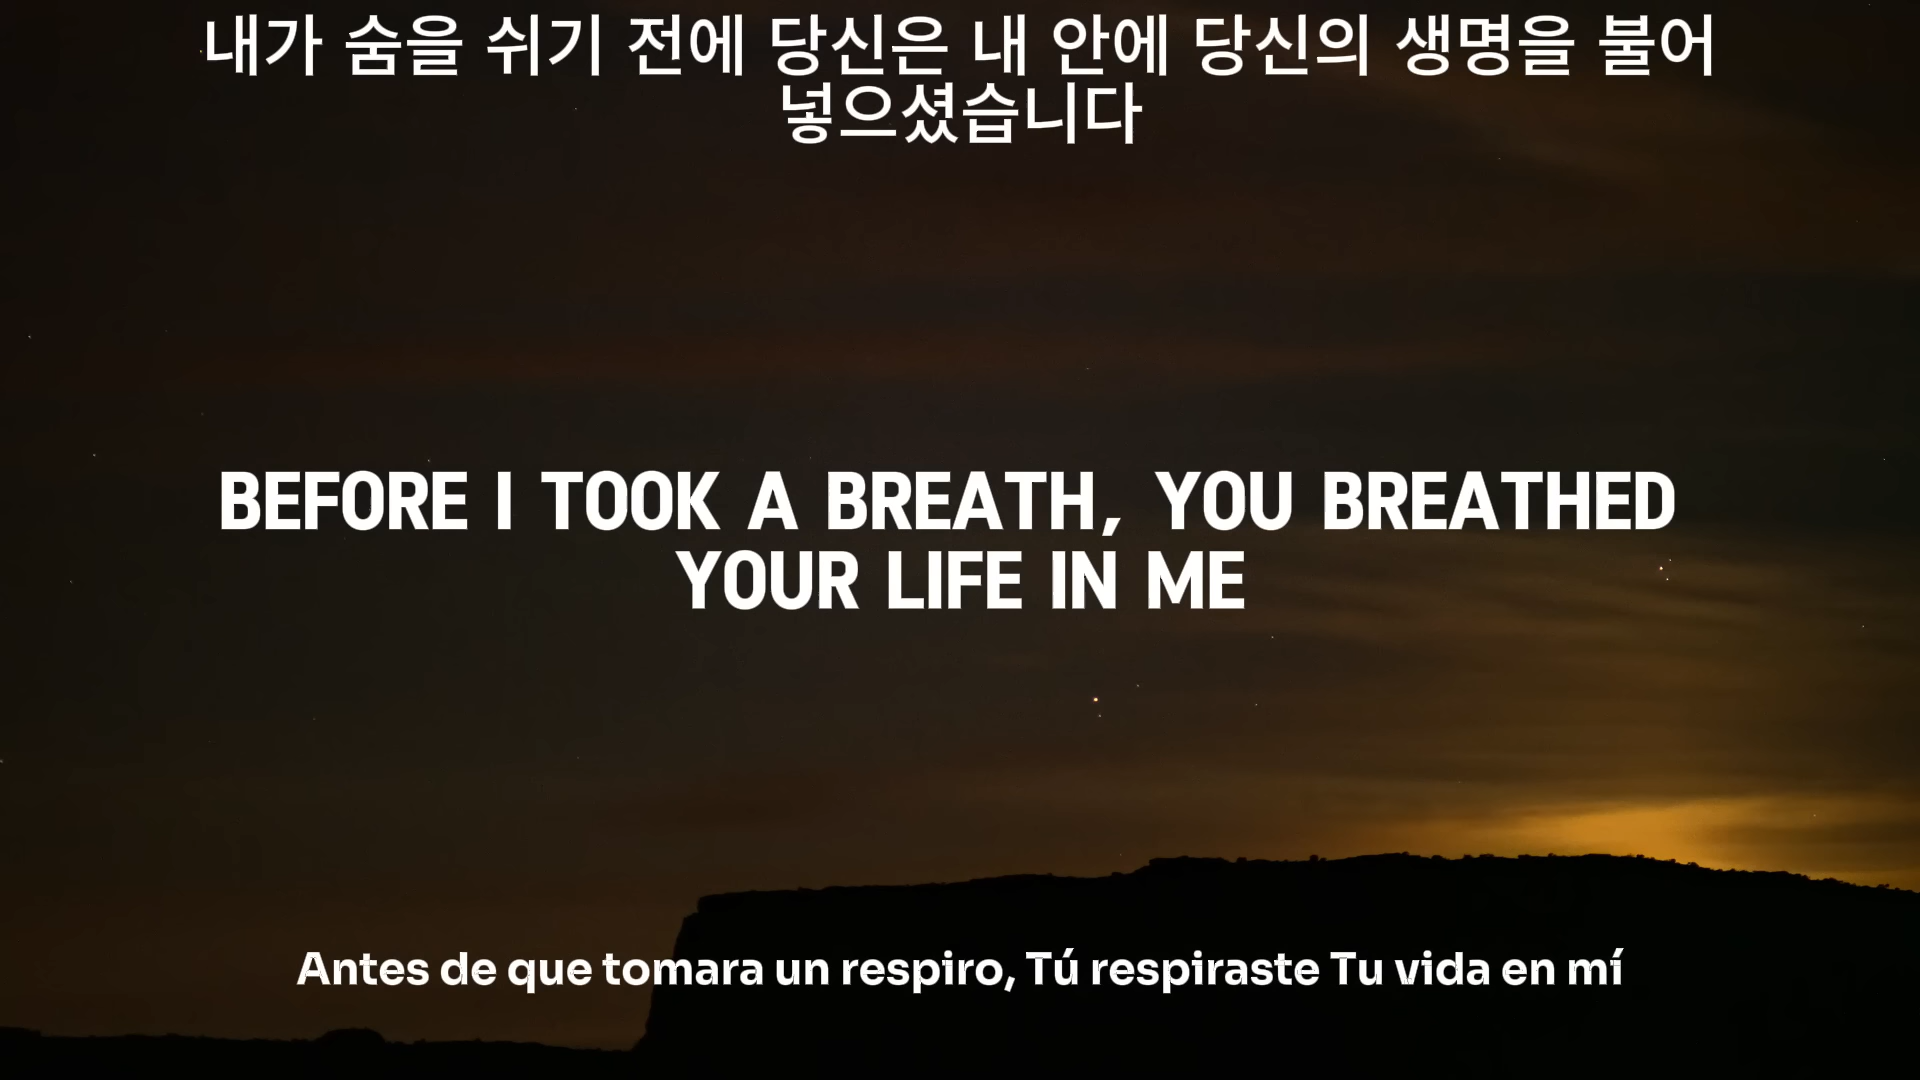 내가 숨을 쉬기 전에 당신은 내 안에 당신의 생명을 불어
넣으셨습니다
BEFORE I TOOK A BREATH, YOU BREATHED
YOUR LIFE IN ME
Antes de que tomara un respiro, Tú respiraste Tu vida en mí